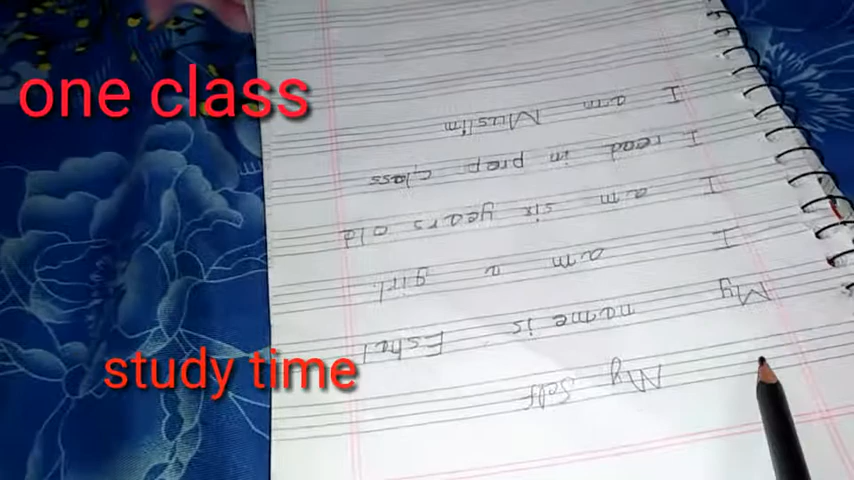 one class
study time
My Self
My name is Eshal
I am a girl
I am six years old
I read in prep class
I am Muslim